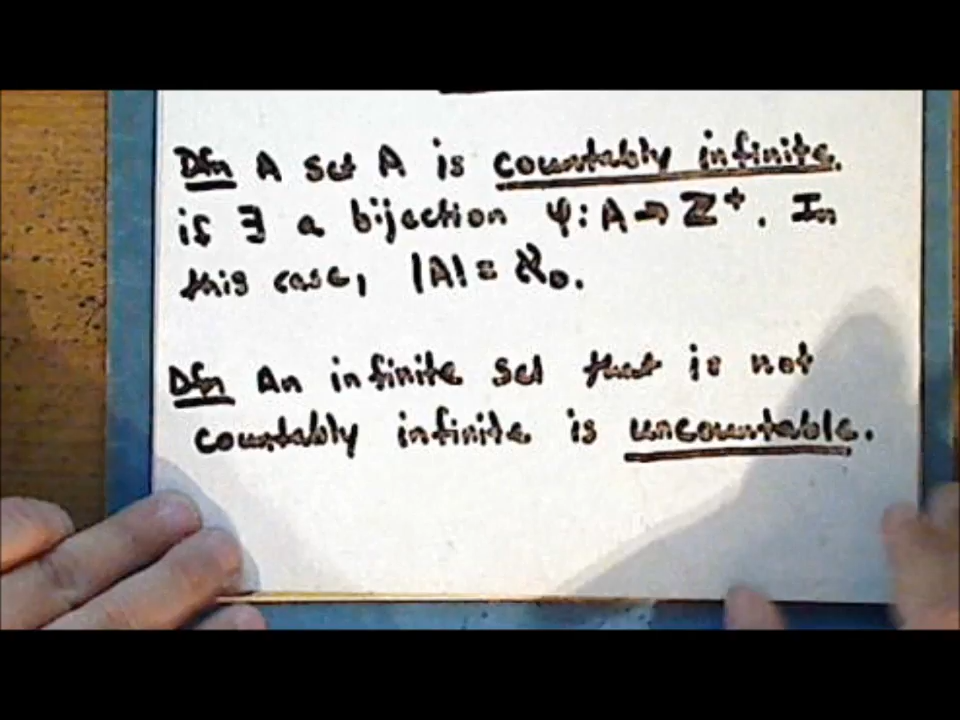 Dfn A set A is countably infinite
if ∃ a bijection φ: A → Z⁺. In
this case, |A| = ℵ₀.
Dfn An infinite set that is not
countably infinite is uncountable.